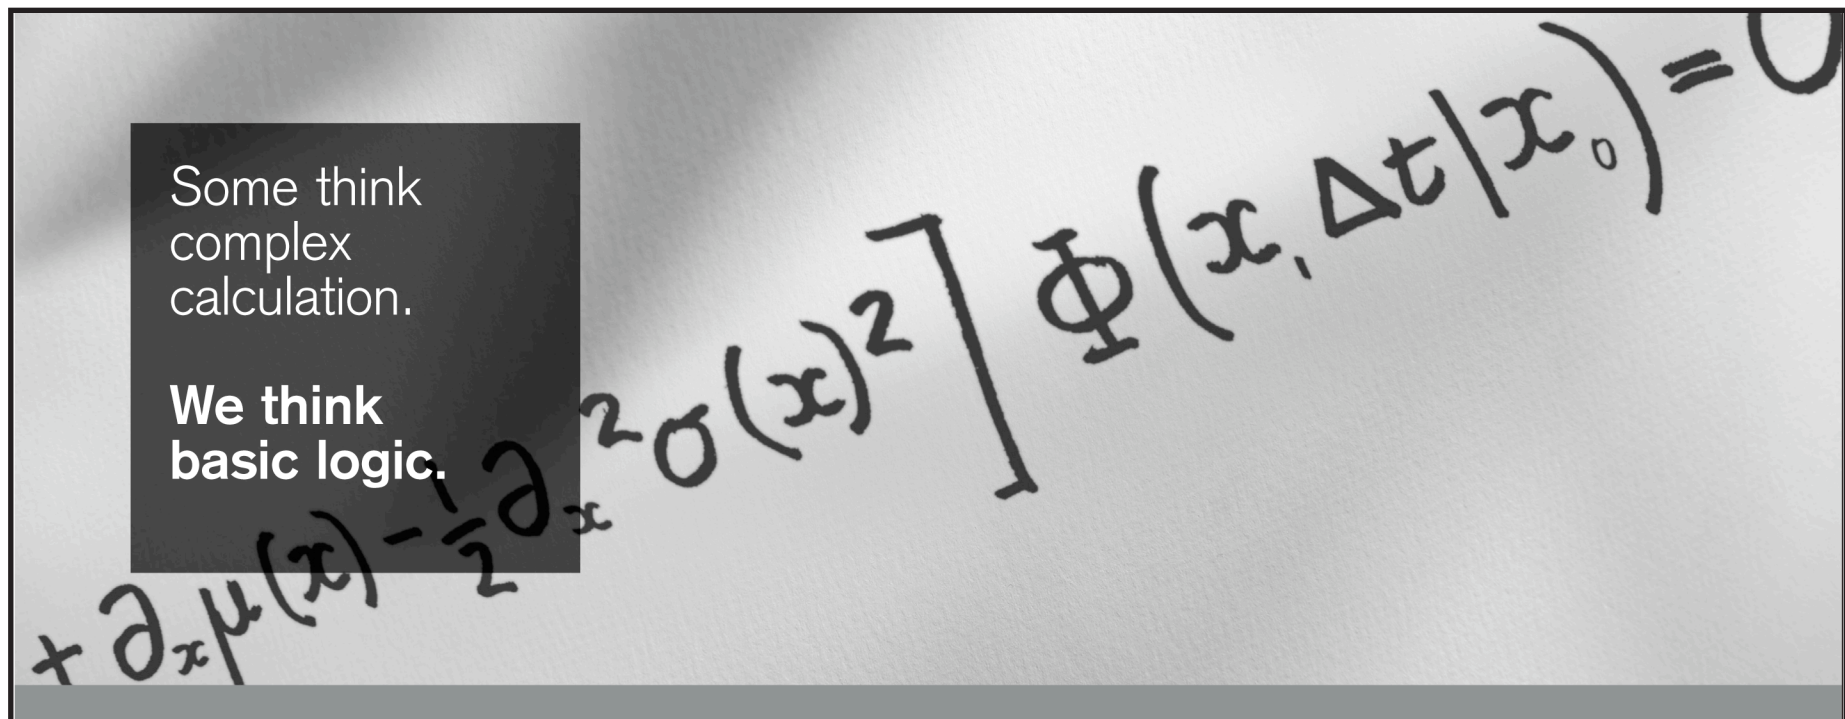 Some think
complex
calculation.
We think
basic logic.
+ ∂ₓμ(x) − ½∂ₓ²σ(x)²]Φ(x, Δt|x₀) = 0